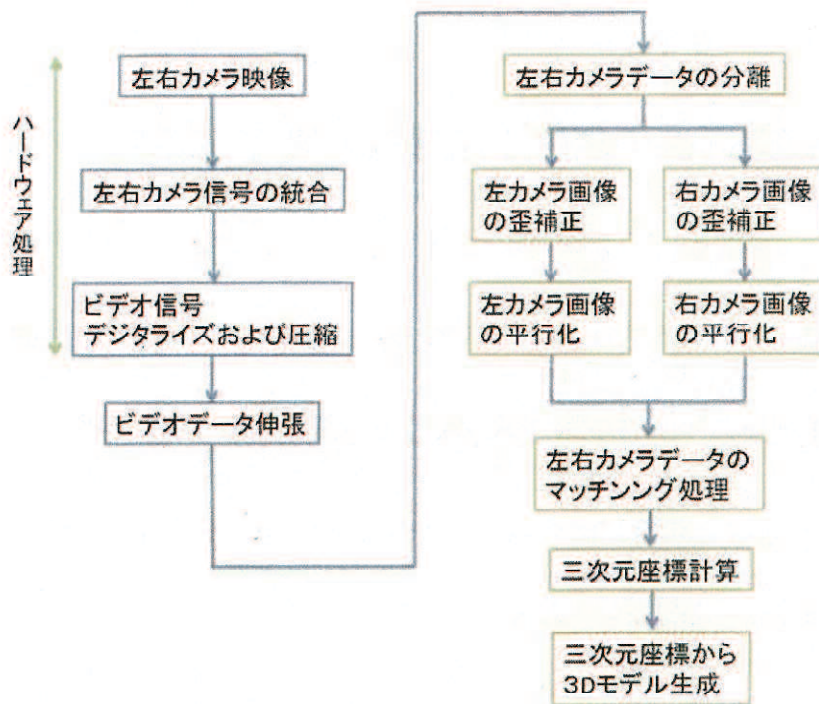 ハードウェア処理
左右カメラ映像
左右カメラ信号の統合
ビデオ信号
デジタライズおよび圧縮
ビデオデータ伸張
左右カメラデータの分離
左カメラ画像
の歪補正
右カメラ画像
の歪補正
左カメラ画像
の平行化
右カメラ画像
の平行化
左右カメラデータの
マッチンング処理
三次元座標計算
三次元座標から
3Dモデル生成